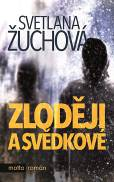 SVETLANA
ŽUCHOVÁ
ZLODĚJI
A SVĚDKOVÉ
motto román